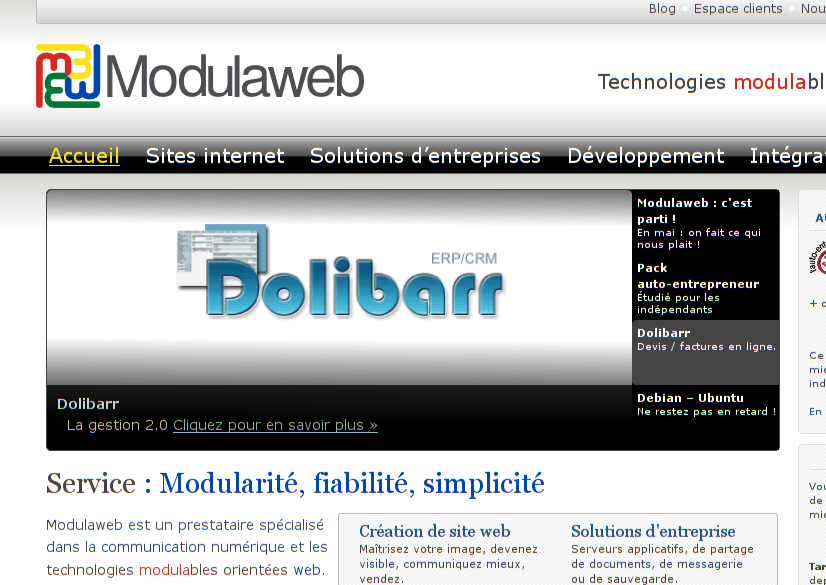 Blog Espace clients
Modulaweb
Technologies modulabl
Accueil Sites internet Solutions d'entreprises Développement Intégra
ERP/CRM
Dolibarr
Modulaweb : c'est
parti !
En mai : on fait ce qui
nous plait !
Pack
auto-entrepreneur
Étudié pour les
indépendants
Dolibarr
Devis / factures en ligne.
Debian – Ubuntu
Ne restez pas en retard !
Dolibarr
La gestion 2.0 Cliquez pour en savoir plus »
Service : Modularité, fiabilité, simplicité
Modulaweb est un prestataire spécialisé
dans la communication numérique et les
technologies modulables orientées web.
Création de site web
Maîtrisez votre image, devenez
visible, communiquez mieux,
vendez.
Solutions d'entreprise
Serveurs applicatifs, de partage
de documents, de messagerie
ou de sauvegarde.
Ce
En
de